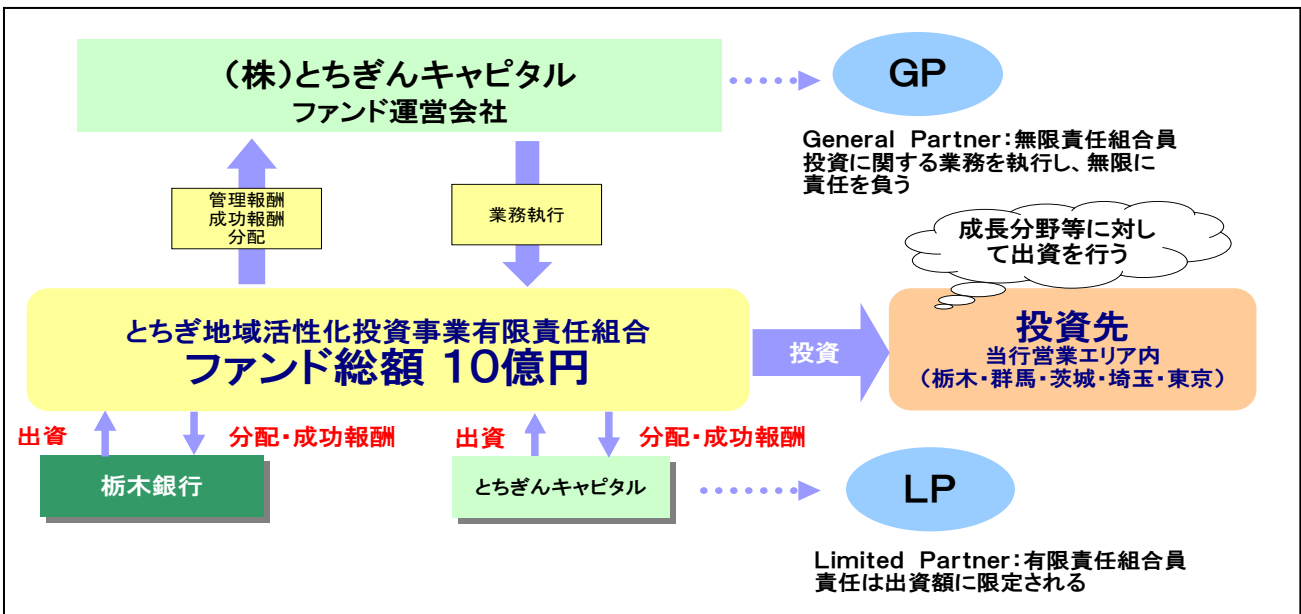 (株)とちぎんキャピタル
ファンド運営会社
GP
General Partner:無限責任組合員
投資に関する業務を執行し、無限に
責任を負う
管理報酬
成功報酬
分配
業務執行
成長分野等に対し
て出資を行う
とちぎ地域活性化投資事業有限責任組合
ファンド総額 10億円
投資
投資先
当行営業エリア内
(栃木・群馬・茨城・埼玉・東京)
出資
分配・成功報酬
出資
分配・成功報酬
栃木銀行
とちぎんキャピタル
LP
Limited Partner:有限責任組合員
責任は出資額に限定される